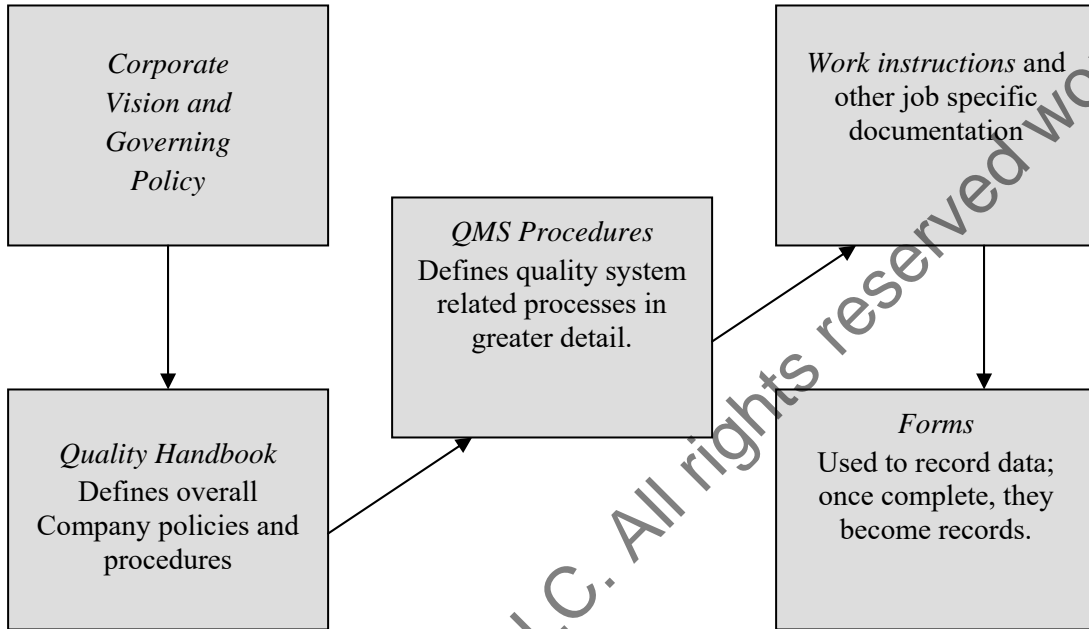 Corporate
Vision and
Governing
Policy
Quality Handbook
Defines overall
Company policies and
procedures
QMS Procedures
Defines quality system
related processes in
greater detail.
Work instructions and
other job specific
documentation
Forms
Used to record data;
once complete, they
become records.
C. All rights reserved